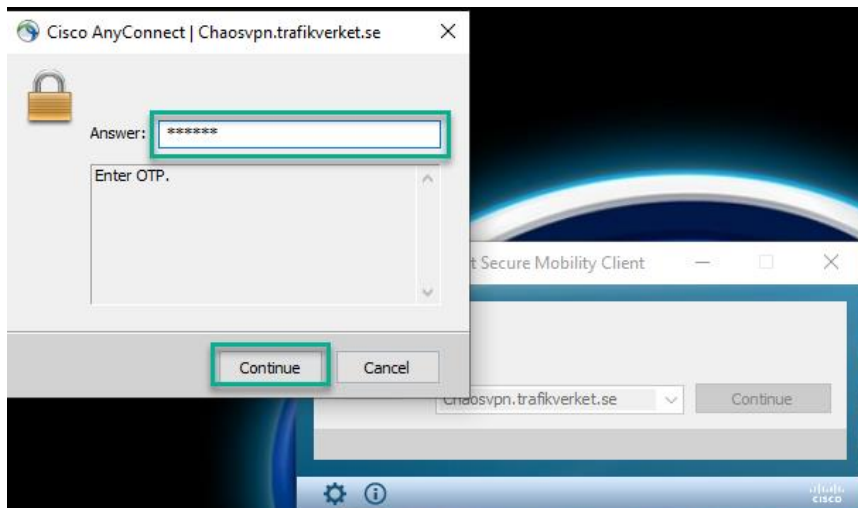 Cisco AnyConnect | Chaosvpn.trafikverket.se
Answer: ******
Enter OTP.
Continue Cancel
t Secure Mobility Client
Chaosvpn.trafikverket.se Continue
cisco